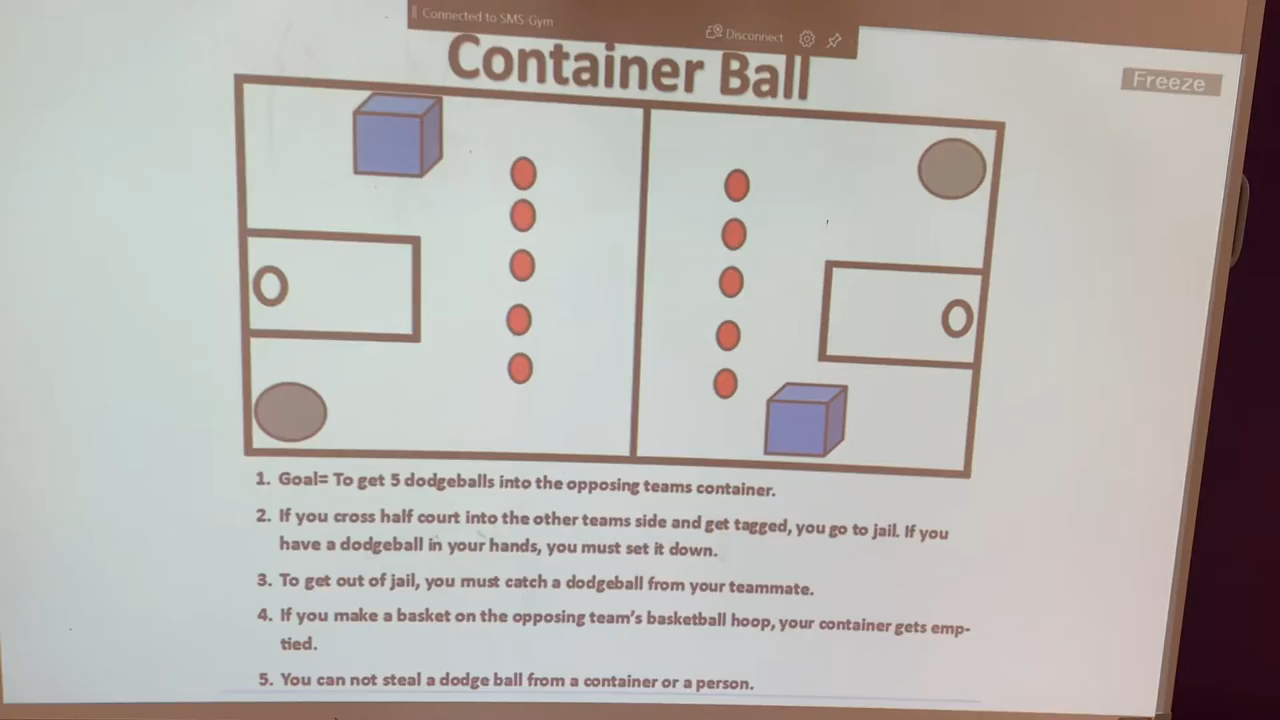 Connected to SMS-Gym
Disconnect
Container Ball
Freeze
1. Goal= To get 5 dodgeballs into the opposing teams container.
2. If you cross half court into the other teams side and get tagged, you go to jail. If you
have a dodgeball in your hands, you must set it down.
3. To get out of jail, you must catch a dodgeball from your teammate.
4. If you make a basket on the opposing team's basketball hoop, your container gets emp-
tied.
5. You can not steal a dodge ball from a container or a person.